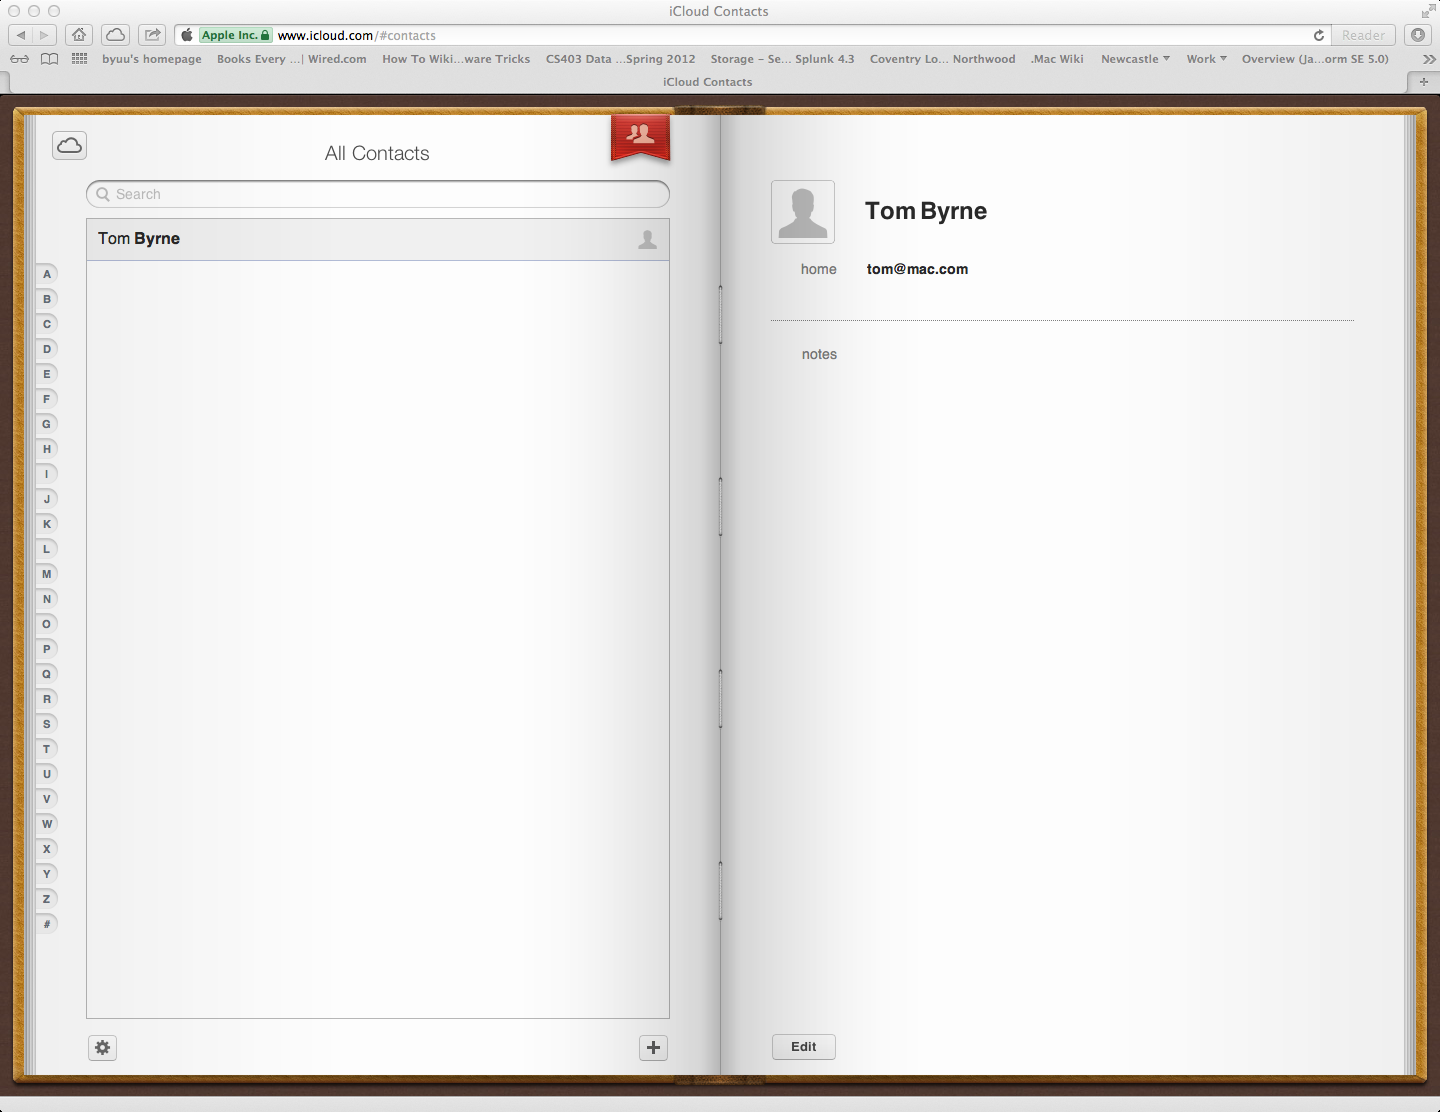 iCloud Contacts
Apple Inc. www.icloud.com/#contacts Reader
byuu's homepage Books Every ...| Wired.com How To Wiki...ware Tricks CS403 Data ...Spring 2012 Storage – Se... Splunk 4.3 Coventry Lo... Northwood .Mac Wiki Newcastle Work Overview (Ja...orm SE 5.0)
iCloud Contacts
All Contacts
Search
Tom Byrne
A
B
C
D
E
F
G
H
I
J
K
L
M
N
O
P
Q
R
S
T
U
V
W
X
Y
Z
#
Tom Byrne
home tom@mac.com
notes
Edit